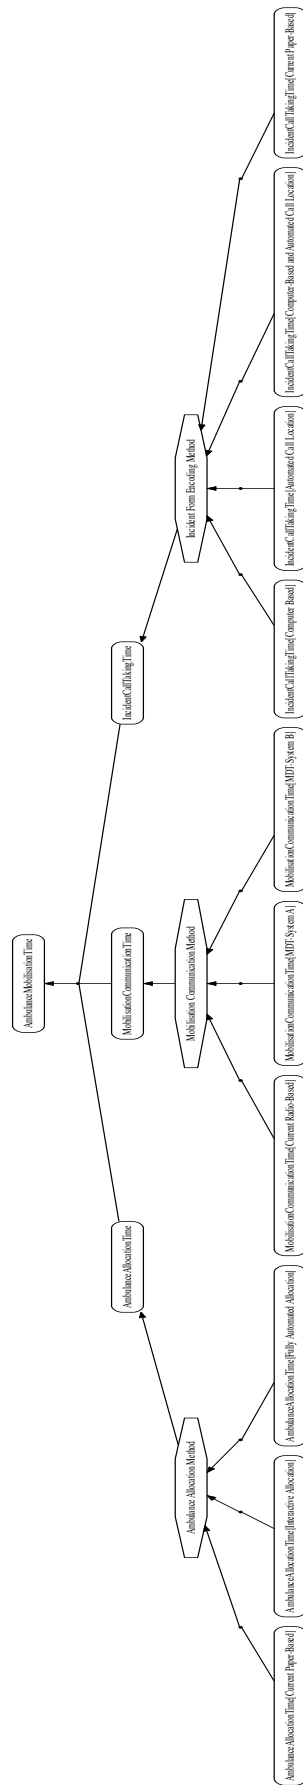 AmbulanceMobilisationTime
AmbulanceAllocationTime
MobilisationCommunicationTime
IncidentCallTakingTime
Ambulance Allocation Method
Mobilisation Communication Method
Incident Form Encoding Method
AmbulanceAllocationTime[Current Paper-Based]
AmbulanceAllocationTime[Interactive Allocation]
AmbulanceAllocationTime[Fully Automated Allocation]
MobilisationCommunicationTime[Current Radio-Based]
MobilisationCommunicationTime[MDT-System A]
MobilisationCommunicationTime[MDT-System B]
IncidentCallTakingTime[Computer Based]
IncidentCallTakingTime[Automated Call Location]
IncidentCallTakingTime[Computer-Based and Automated Call Location]
IncidentCallTakingTime[Current Paper-Based]